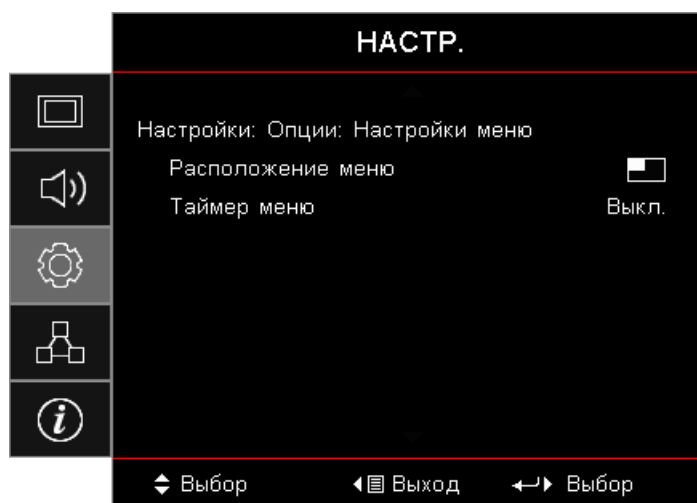 НАСТР.
Настройки: Опции: Настройки меню
Расположение меню
Таймер меню Выкл.
Выбор Выход Выбор